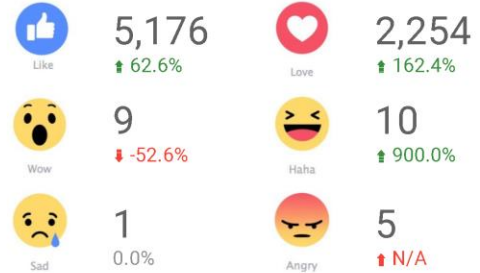 5,176
62.6%
Like
2,254
162.4%
Love
9
-52.6%
Wow
10
900.0%
Haha
1
0.0%
Sad
5
N/A
Angry